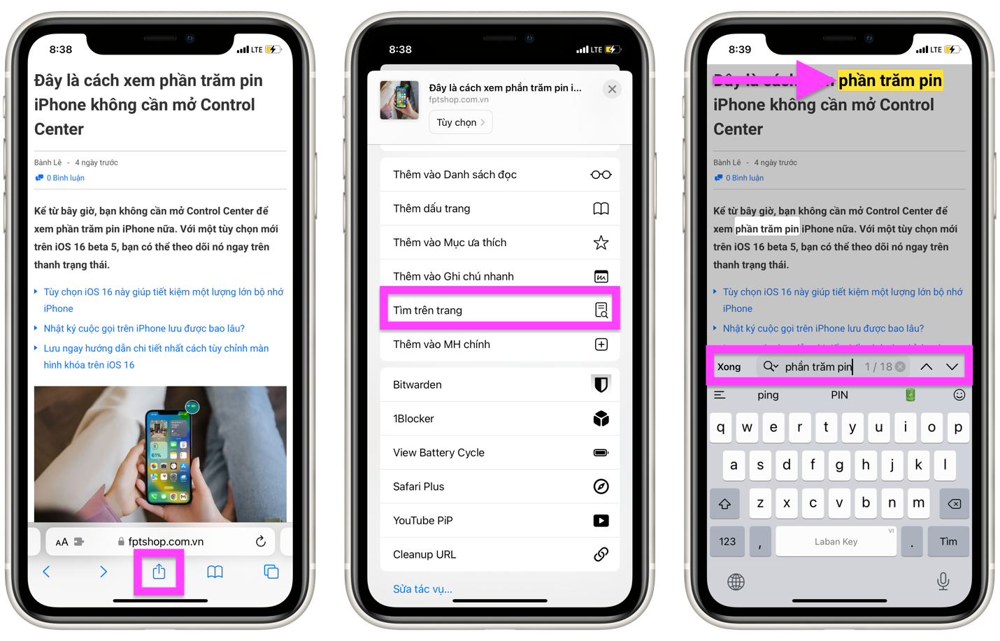 8:38
LTE
Đây là cách xem phần trăm pin
iPhone không cần mở Control
Center
Bành Lê - 4 ngày trước
0 Bình luận
Kể từ bây giờ, bạn không cần mở Control Center để
xem phần trăm pin iPhone nữa. Với một tùy chọn mới
trên iOS 16 beta 5, bạn có thể theo dõi nó ngay trên
thanh trạng thái.
Tùy chọn iOS 16 này giúp tiết kiệm một lượng lớn bộ nhớ
iPhone
Nhật ký cuộc gọi trên iPhone lưu được bao lâu?
Lưu ngay hướng dẫn chi tiết nhất cách tùy chỉnh màn
hình khóa trên iOS 16
61%
AA
fptshop.com.vn
8:38
LTE
Đây là cách xem phần trăm pin i...
fptshop.com.vn
Tùy chọn
Thêm vào Danh sách đọc
Thêm dấu trang
Thêm vào Mục ưa thích
Thêm vào Ghi chú nhanh
Tìm trên trang
Thêm vào MH chính
Bitwarden
1Blocker
View Battery Cycle
Safari Plus
YouTube PiP
Cleanup URL
Sửa tác vụ...
8:39
LTE
Đây là cách phần trăm pin
iPhone không cần mở Control
Center
Bành Lê - 4 ngày trước
0 Bình luận
Kể từ bây giờ, bạn không cần mở Control Center để
xem phần trăm pin iPhone nữa. Với một tùy chọn mới
trên iOS 16 beta 5, bạn có thể theo dõi nó ngay trên
thanh trạng thái.
Tùy chọn iOS 16 này giúp tiết kiệm một lượng lớn bộ nhớ
iPhone
Nhật ký cuộc gọi trên iPhone lưu được bao lâu?
Xong phần trăm pin 1 / 18
ping PIN
q w e r t y u i o p
a s d f g h j k l
z x c v b n m
123 , Laban Key VI . Tìm